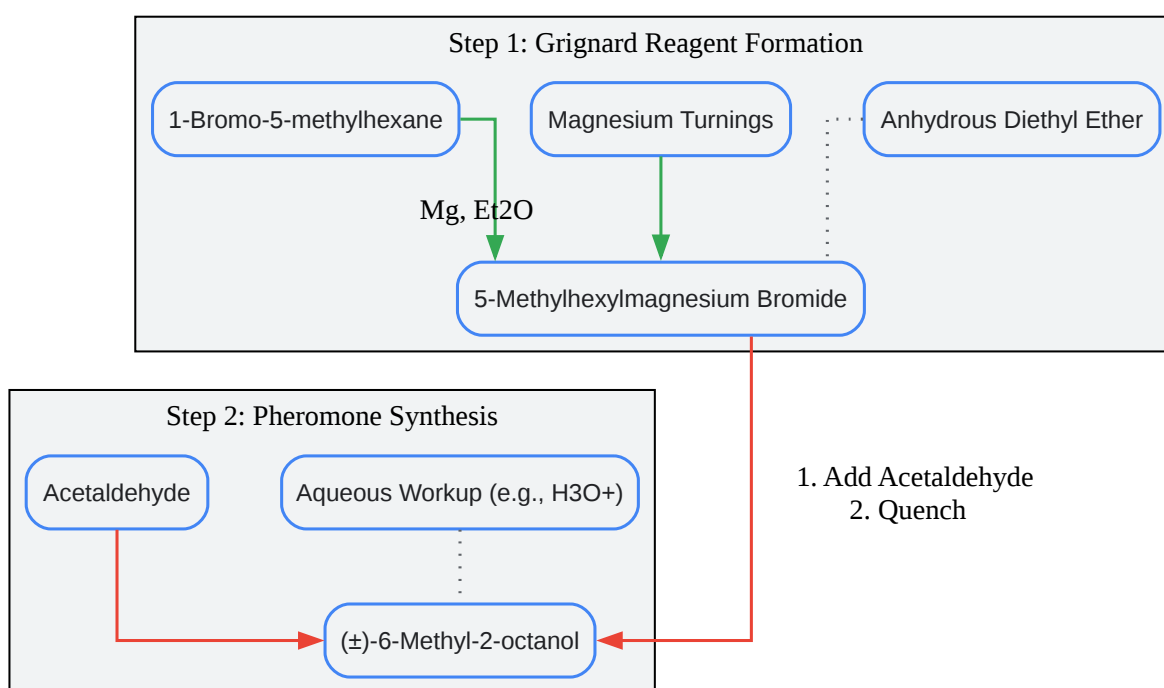 Step 1: Grignard Reagent Formation
1-Bromo-5-methylhexane
Magnesium Turnings
Anhydrous Diethyl Ether
Mg, Et2O
5-Methylhexylmagnesium Bromide
Step 2: Pheromone Synthesis
Acetaldehyde
Aqueous Workup (e.g., H3O+)
1. Add Acetaldehyde
2. Quench
(±)-6-Methyl-2-octanol